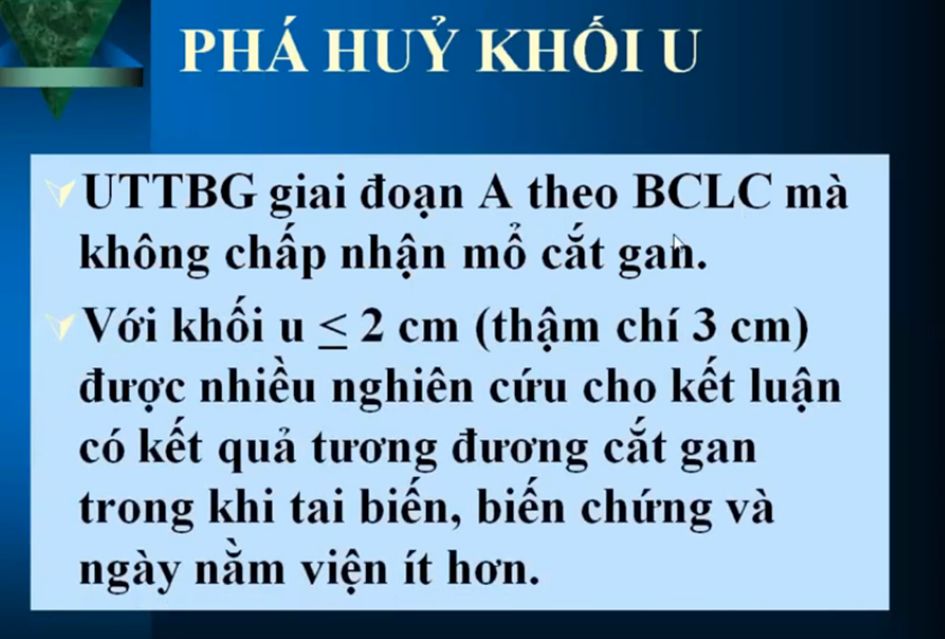 PHÁ HUỶ KHỐI U
UTTBG giai đoạn A theo BCLC mà
không chấp nhận mổ cắt gan.
Với khối u ≤ 2 cm (thậm chí 3 cm)
được nhiều nghiên cứu cho kết luận
có kết quả tương đương cắt gan
trong khi tai biến, biến chứng và
ngày nằm viện ít hơn.